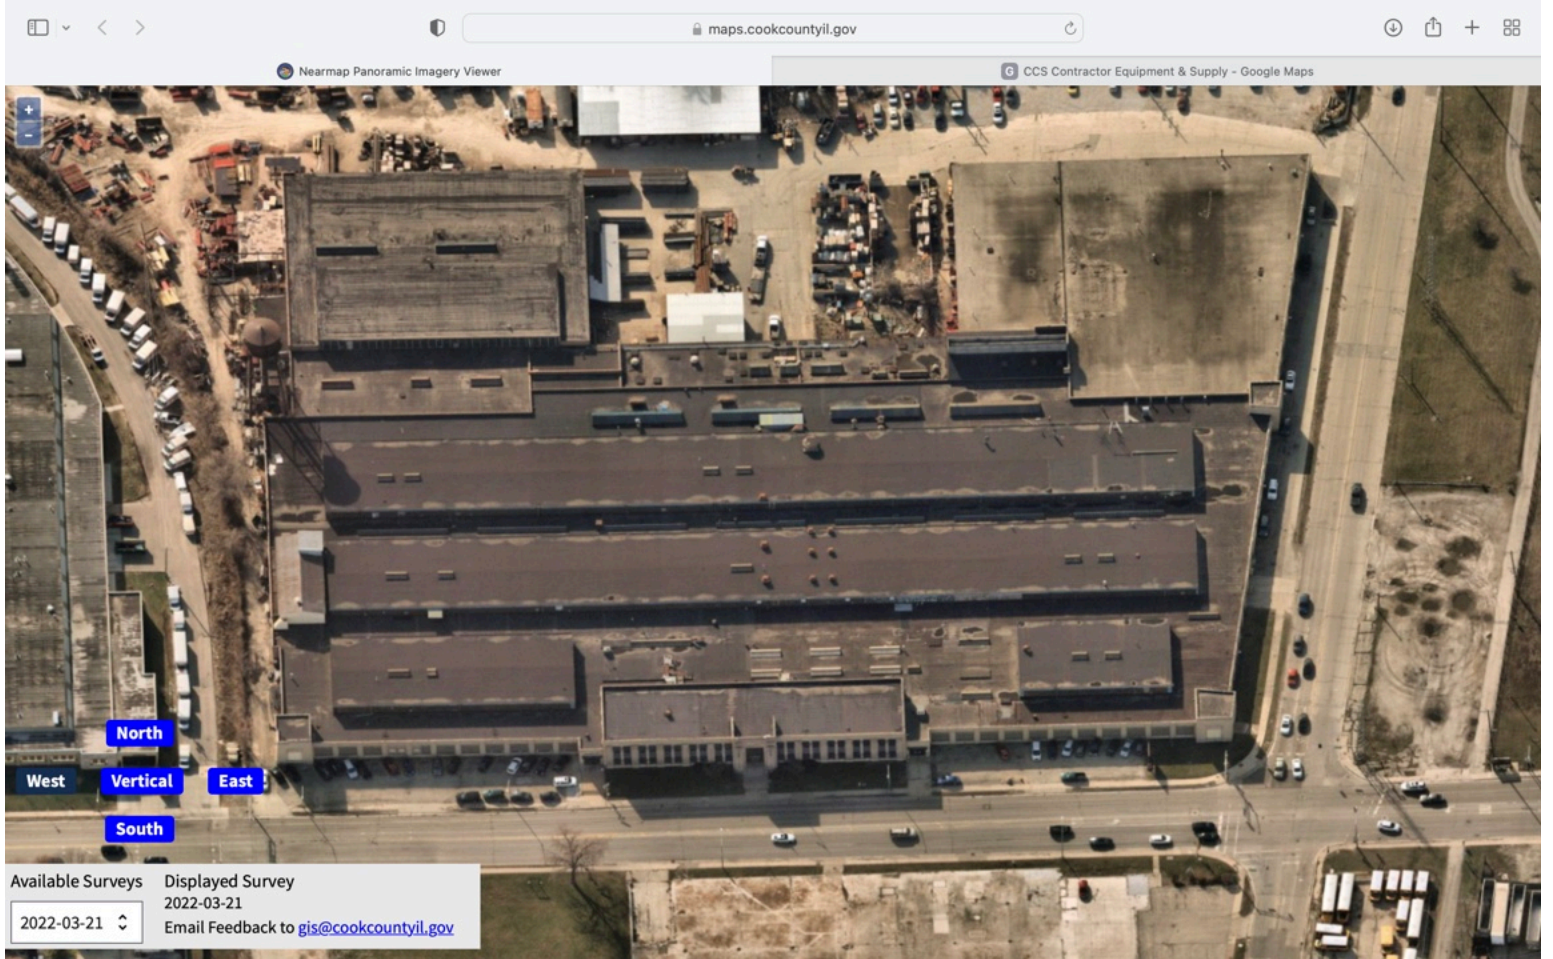 maps.cookcountyil.gov
Nearmap Panoramic Imagery Viewer
G CCS Contractor Equipment & Supply - Google Maps
+
-
North
West Vertical East
South
Available Surveys
2022-03-21
Displayed Survey
2022-03-21
Email Feedback to gis@cookcountyil.gov